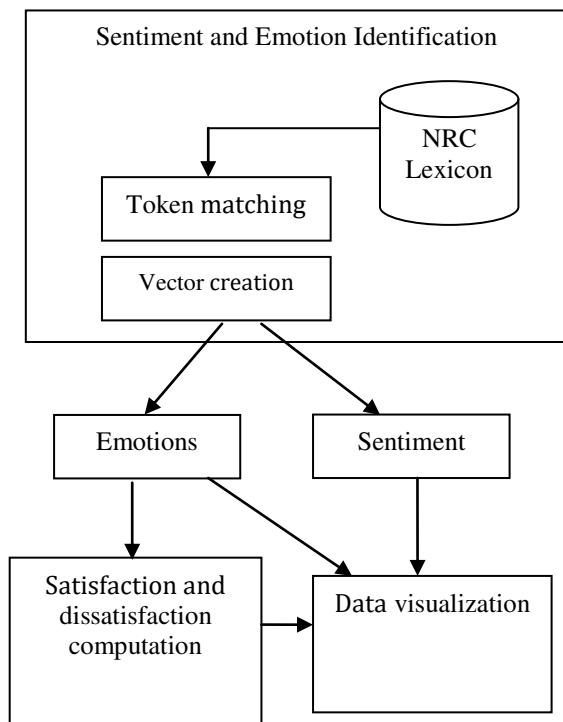 Sentiment and Emotion Identification
NRC
Lexicon
Token matching
Vector creation
Emotions
Sentiment
Satisfaction and
dissatisfaction
computation
Data visualization